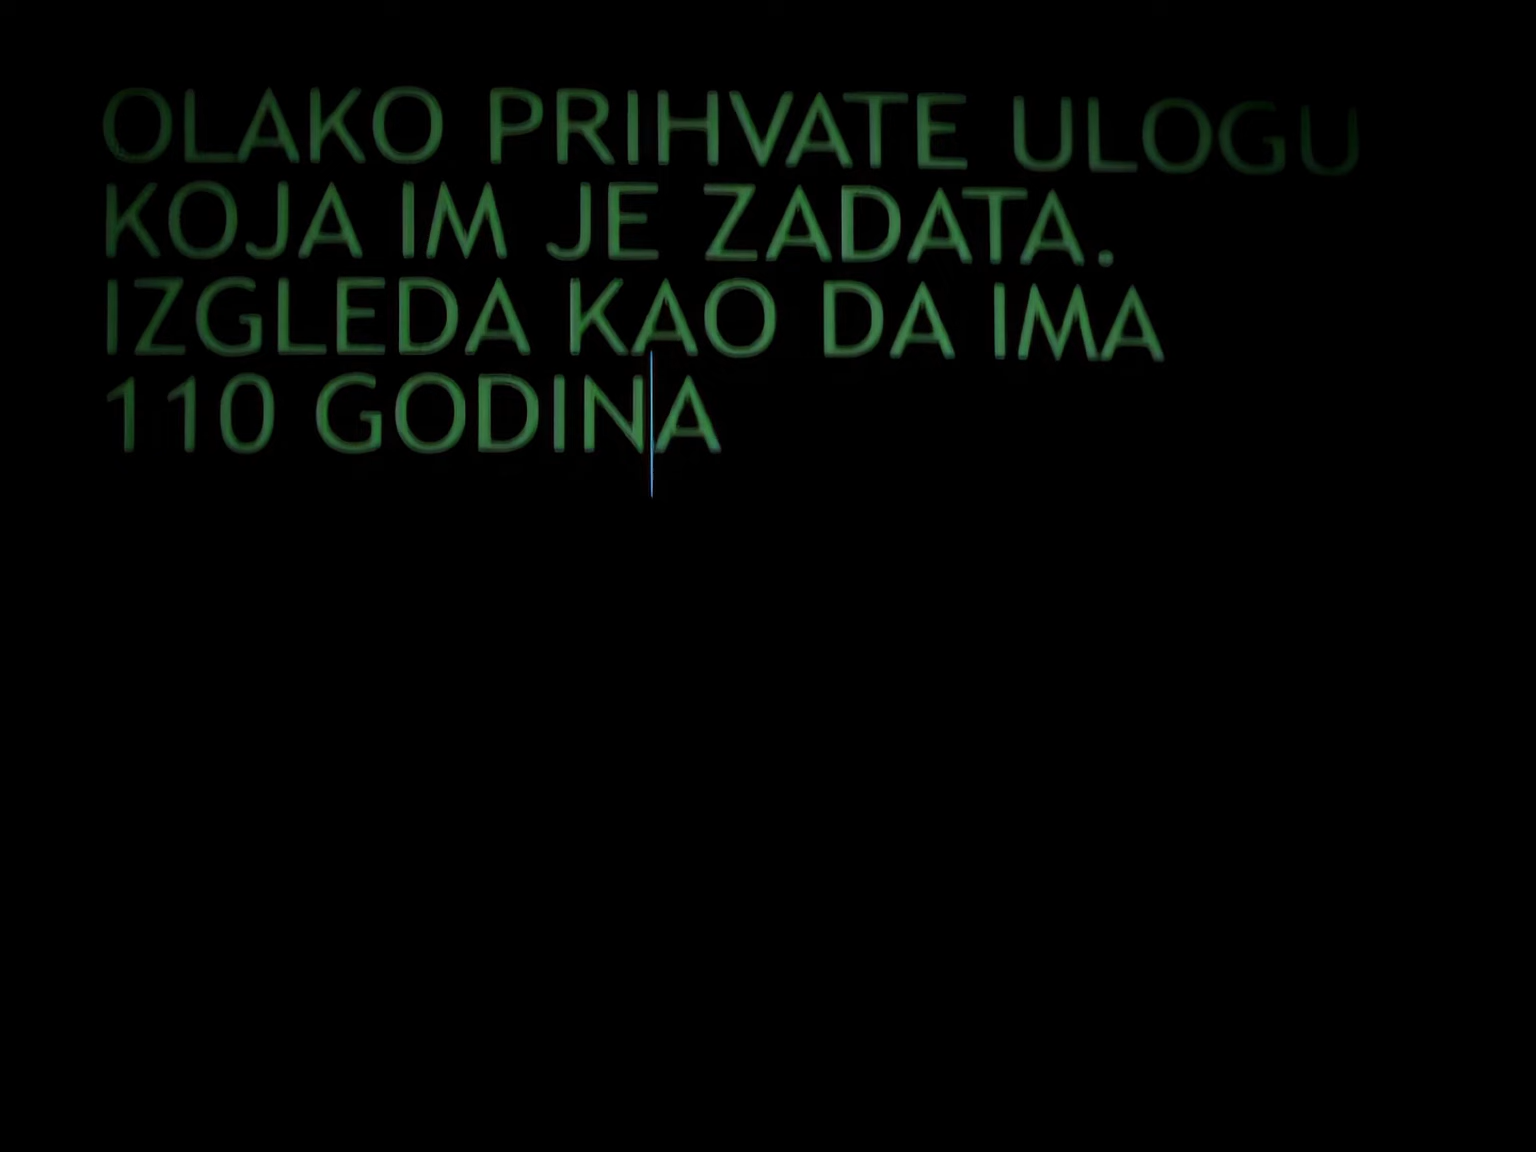 OLAKO PRIHVATE ULOGU
KOJA IM JE ZADATA.
IZGLEDA KAO DA IMA
110 GODINA